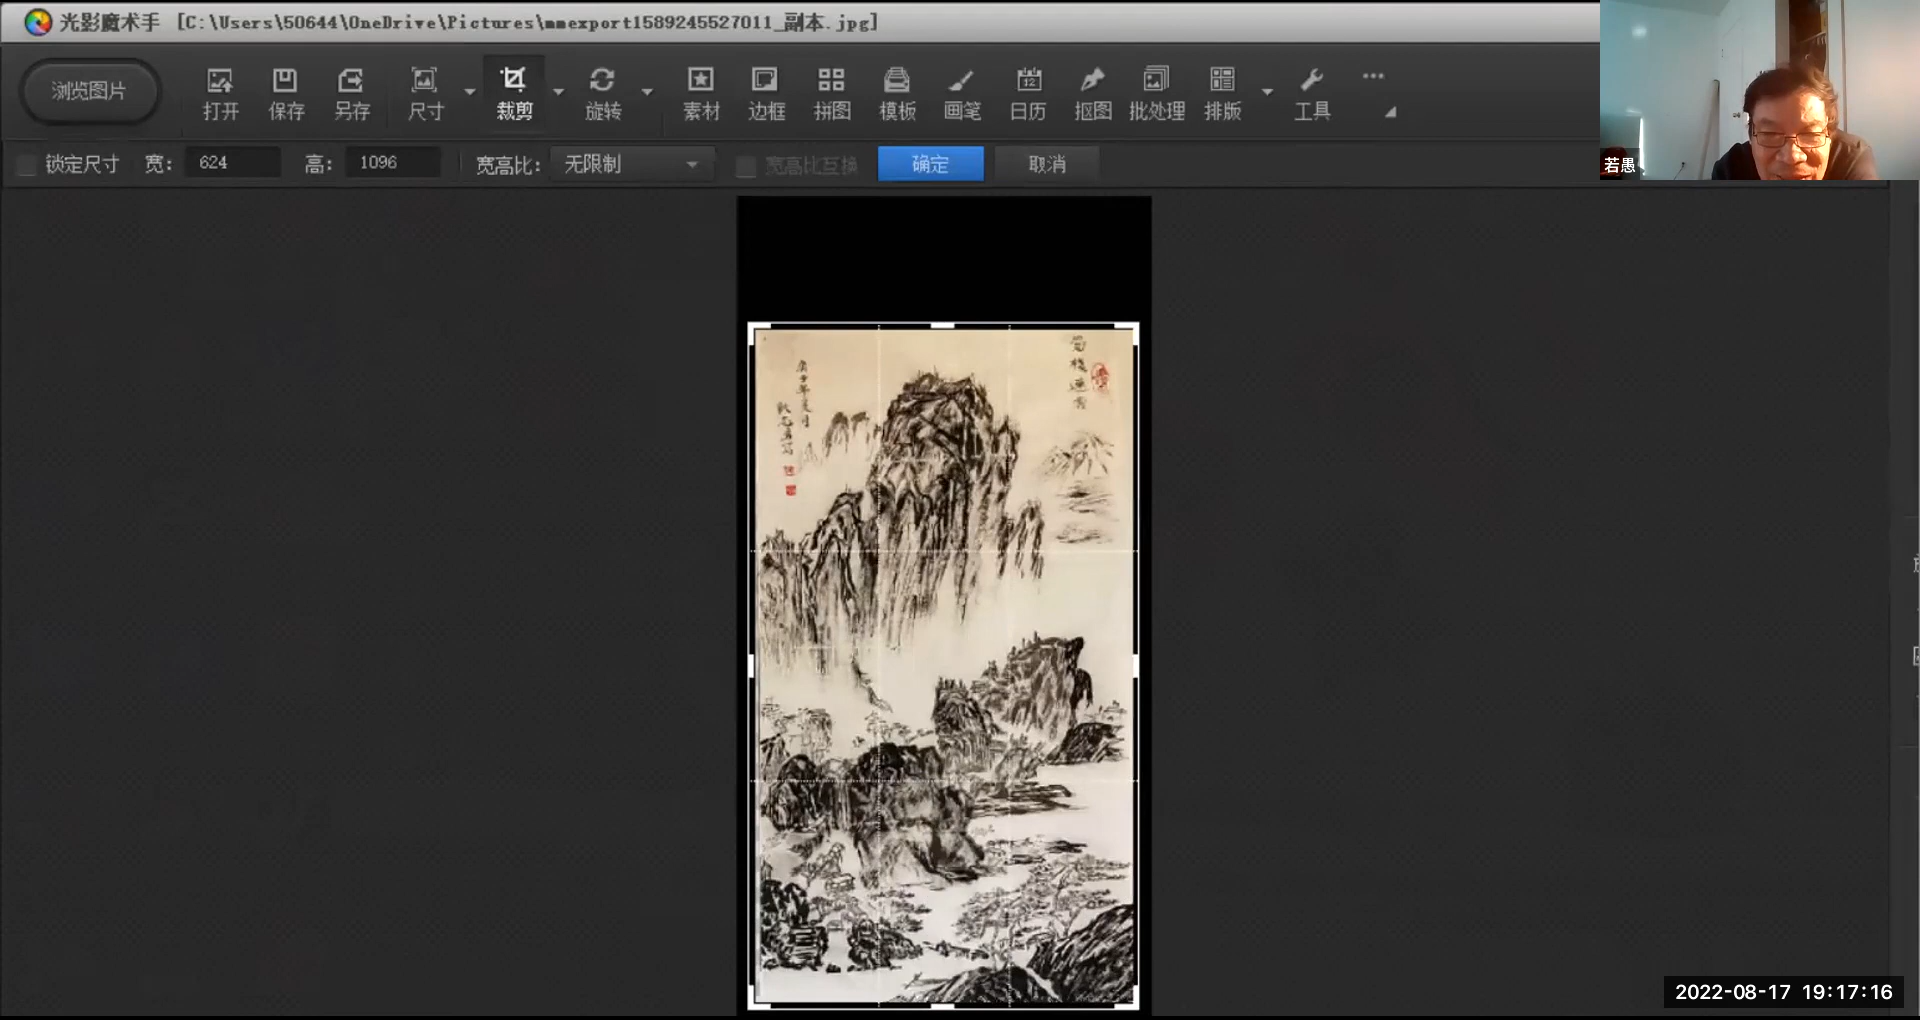 光影魔术手 [C:\Users\50644\OneDrive\Pictures\mmexport1589245527011_副本.jpg]
浏览图片 打开 保存 另存 尺寸 裁剪 旋转 素材 边框 拼图 模板 画笔 日历 抠图 批处理 排版 工具 ...
12
锁定尺寸 宽: 624 高: 1096 宽高比: 无限制 宽高比互换 确定 取消
若愚
2022-08-17 19:17:16